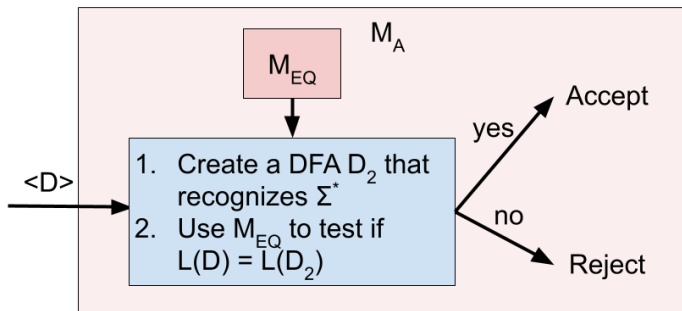 M_A
M_EQ
Accept
yes
<D>
1. Create a DFA D_2 that
recognizes Σ^*
2. Use M_EQ to test if
L(D) = L(D_2)
no
Reject